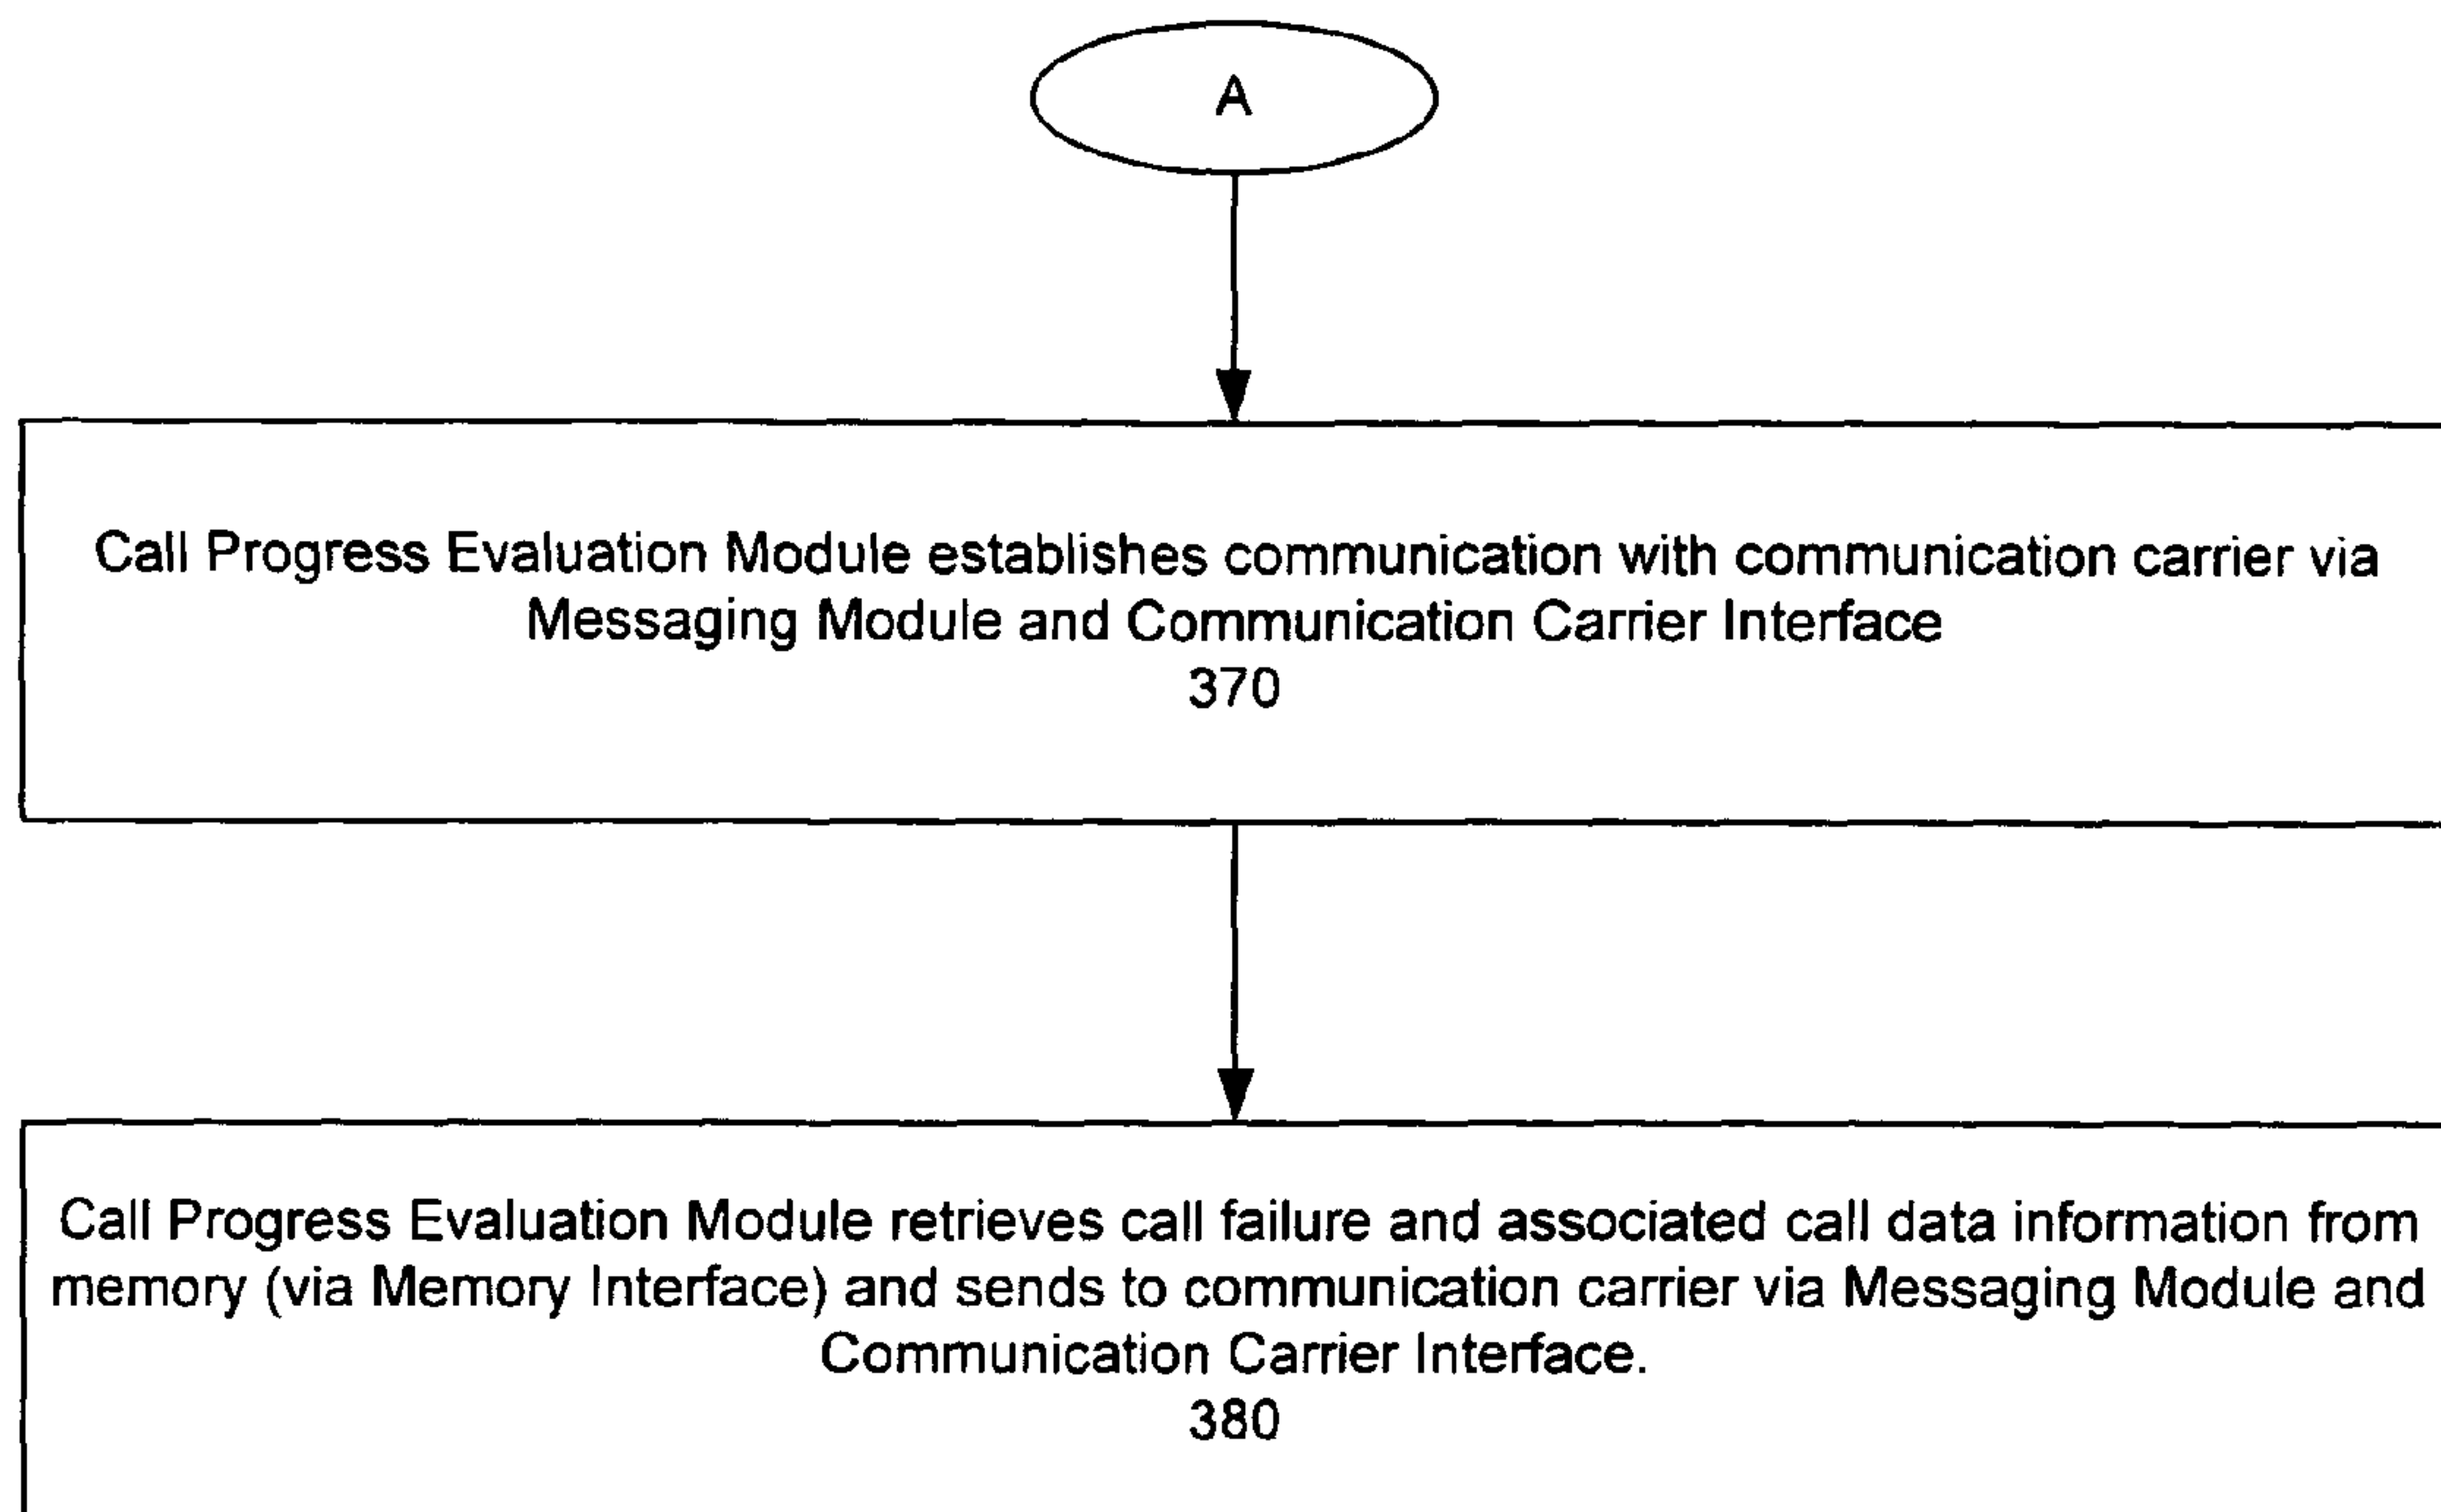 A
Call Progress Evaluation Module establishes communication with communication carrier via
Messaging Module and Communication Carrier Interface
370
Call Progress Evaluation Module retrieves call failure and associated call data information from
memory (via Memory Interface) and sends to communication carrier via Messaging Module and
Communication Carrier Interface.
380